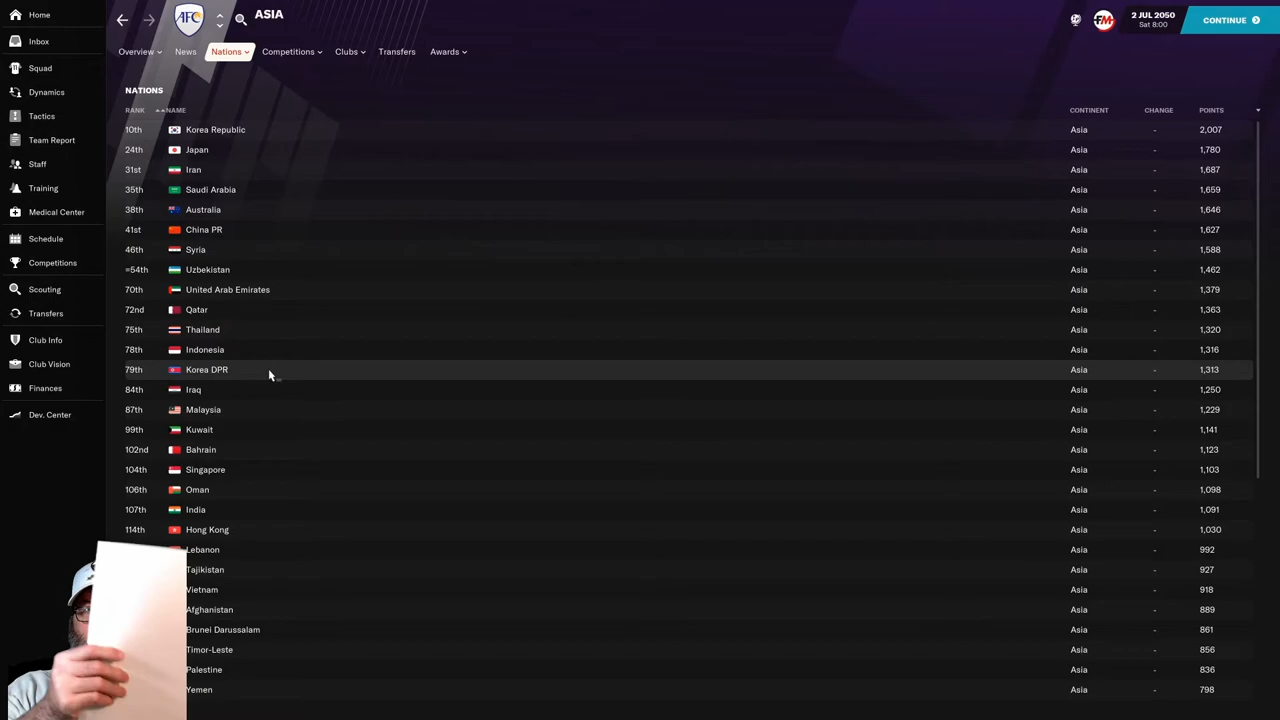 Home
Inbox
Squad
Dynamics
Tactics
Team Report
Staff
Training
Medical Center
Schedule
Competitions
Scouting
Transfers
Club Info
Club Vision
Finances
Dev. Center
AFC
ASIA
FM
2 JUL 2050
Sat 8:00
CONTINUE
Overview News Nations Competitions Clubs Transfers Awards
NATIONS
RANK NAME CONTINENT CHANGE POINTS
10th Korea Republic Asia - 2,007
24th Japan Asia - 1,780
31st Iran Asia - 1,687
35th Saudi Arabia Asia - 1,659
38th Australia Asia - 1,646
41st China PR Asia - 1,627
46th Syria Asia - 1,588
=54th Uzbekistan Asia - 1,462
70th United Arab Emirates Asia - 1,379
72nd Qatar Asia - 1,363
75th Thailand Asia - 1,320
78th Indonesia Asia - 1,316
79th Korea DPR Asia - 1,313
84th Iraq Asia - 1,250
87th Malaysia Asia - 1,229
99th Kuwait Asia - 1,141
102nd Bahrain Asia - 1,123
104th Singapore Asia - 1,103
106th Oman Asia - 1,098
107th India Asia - 1,091
114th Hong Kong Asia - 1,030
Lebanon Asia - 992
Tajikistan Asia - 927
Vietnam Asia - 918
Afghanistan Asia - 889
Brunei Darussalam Asia - 861
Timor-Leste Asia - 856
Palestine Asia - 836
Yemen Asia - 798